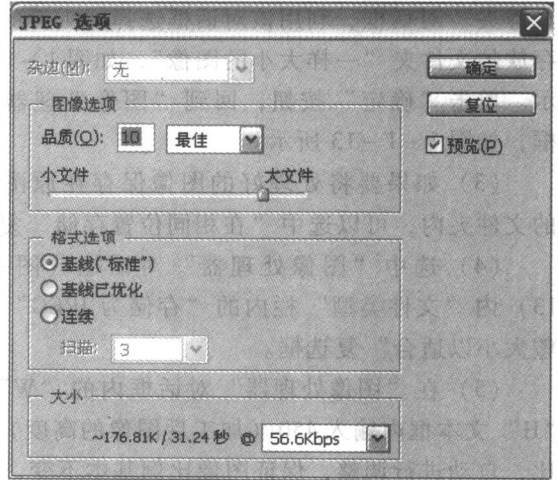 JPEG 选项
杂边(M): 无
确定
图像选项
复位
品质(O): 10 最佳
预览(P)
小文件 大文件
格式选项
基线("标准")
基线已优化
连续
扫描: 3
大小
~176.81K / 31.24 秒 @ 56.6Kbps